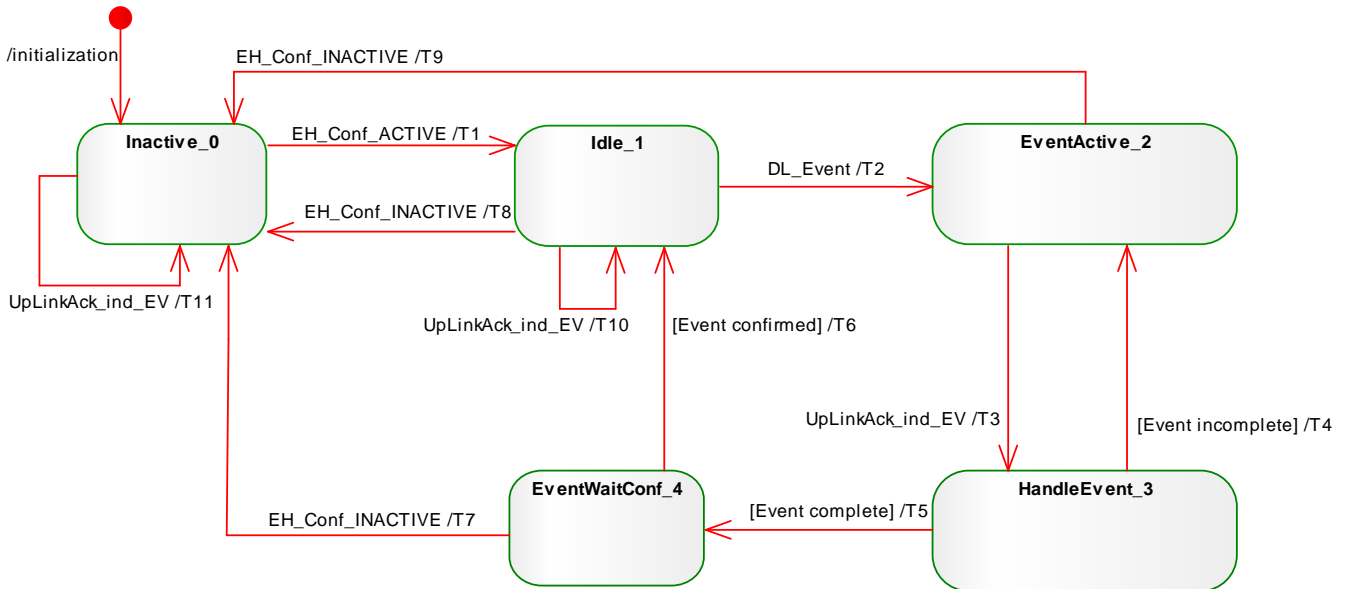 /initialization
EH_Conf_INACTIVE /T9
Inactive_0
EH_Conf_ACTIVE /T1
Idle_1
EventActive_2
DL_Event /T2
EH_Conf_INACTIVE /T8
UpLinkAck_ind_EV /T11
UpLinkAck_ind_EV /T10
[Event confirmed] /T6
UpLinkAck_ind_EV /T3
[Event incomplete] /T4
EventWaitConf_4
HandleEvent_3
EH_Conf_INACTIVE /T7
[Event complete] /T5